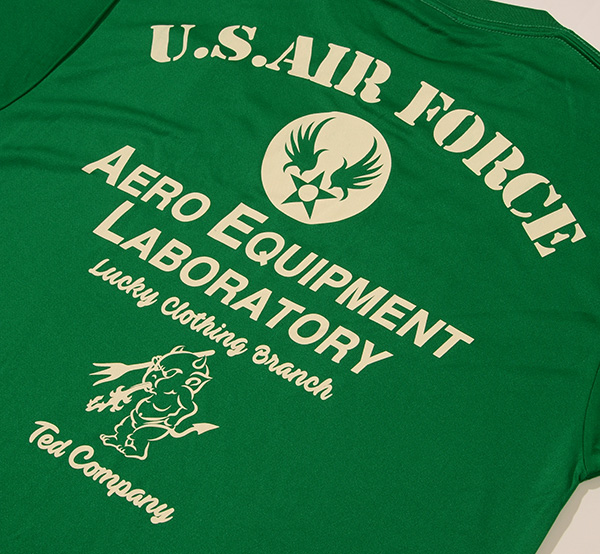 U.S.AIR FORCE
AERO EQUIPMENT
LABORATORY
Lucky Clothing Branch
Ted Company